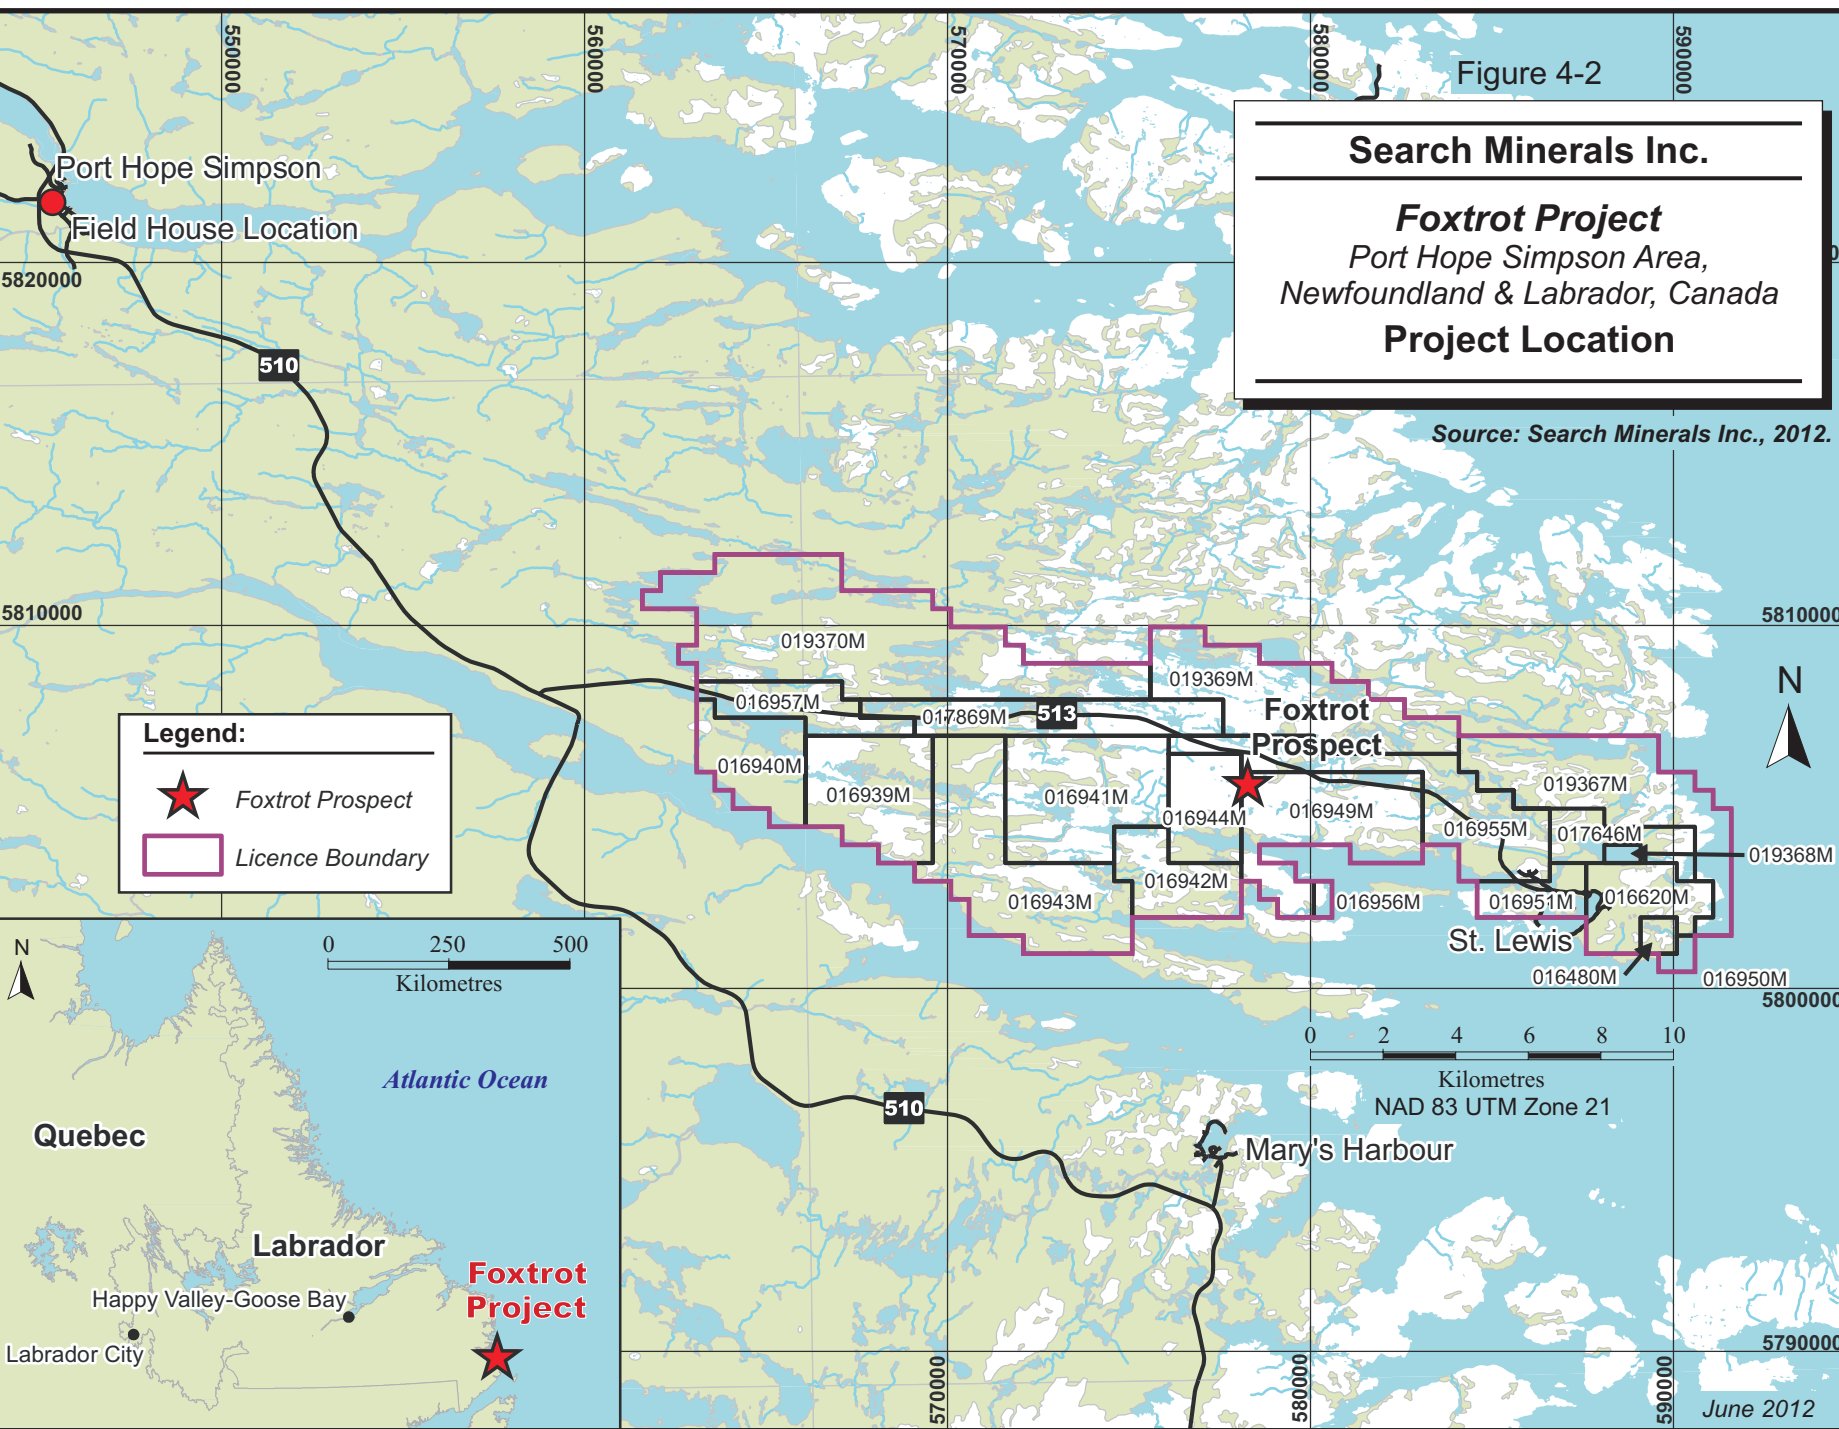 550000
560000
570000
580000
590000
Figure 4-2
Search Minerals Inc.
Foxtrot Project
Port Hope Simpson Area,
Newfoundland & Labrador, Canada
Project Location
Source: Search Minerals Inc., 2012.
Port Hope Simpson
Field House Location
5820000
510
5810000
5810000
019370M
019369M
016957M
017869M
513
Foxtrot
Prospect
016940M
016939M
016941M
016944M
016949M
016955M
019367M
017646M
019368M
016943M
016942M
016956M
016951M
016620M
St. Lewis
016480M
016950M
N
5800000
Legend:
Foxtrot Prospect
Licence Boundary
0 2 4 6 8 10
Kilometres
NAD 83 UTM Zone 21
510
Mary's Harbour
5790000
570000
580000
590000
June 2012
N
0 250 500
Kilometres
Atlantic Ocean
Quebec
Labrador
Happy Valley-Goose Bay
Labrador City
Foxtrot
Project